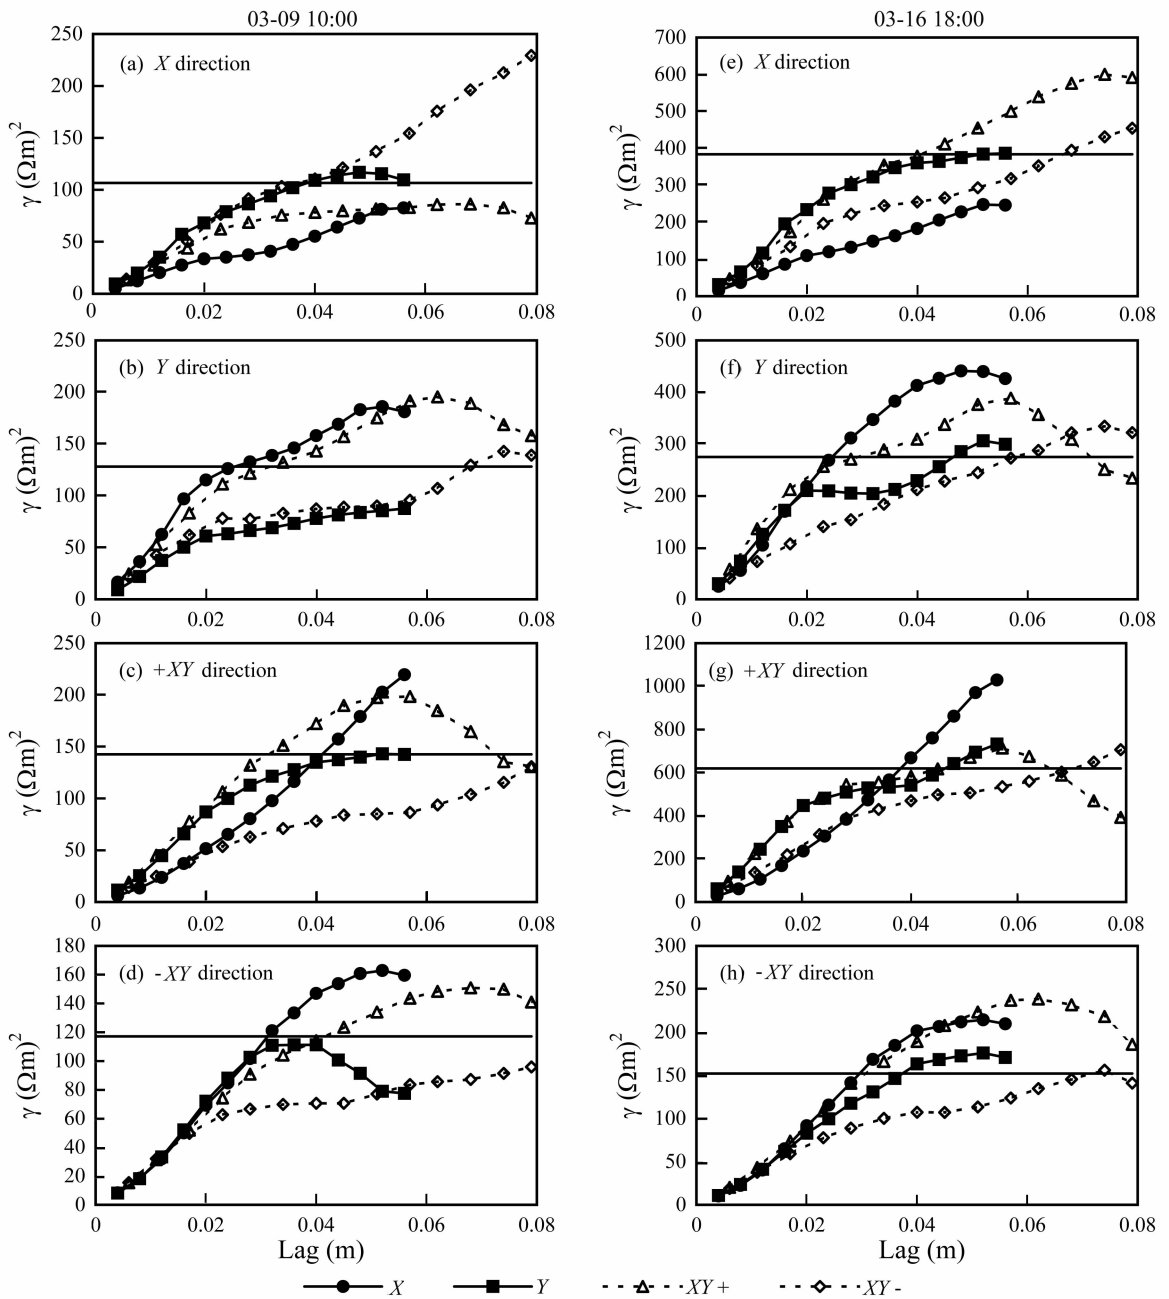 03-09 10:00
03-16 18:00
(a) X direction
250
200
150
100
50
0
γ (Ωm)²
0 0.02 0.04 0.06 0.08
(e) X direction
700
600
500
400
300
200
100
0
γ (Ωm)²
0 0.02 0.04 0.06 0.08
(b) Y direction
250
200
150
100
50
0
γ (Ωm)²
0 0.02 0.04 0.06 0.08
(f) Y direction
500
400
300
200
100
0
γ (Ωm)²
0 0.02 0.04 0.06 0.08
(c) +XY direction
250
200
150
100
50
0
γ (Ωm)²
0 0.02 0.04 0.06 0.08
(g) +XY direction
1200
1000
800
600
400
200
0
γ (Ωm)²
0 0.02 0.04 0.06 0.08
(d) -XY direction
180
160
140
120
100
80
60
40
20
0
γ (Ωm)²
0 0.02 0.04 0.06 0.08
Lag (m)
(h) -XY direction
300
250
200
150
100
50
0
γ (Ωm)²
0 0.02 0.04 0.06 0.08
Lag (m)
X Y XY + XY -